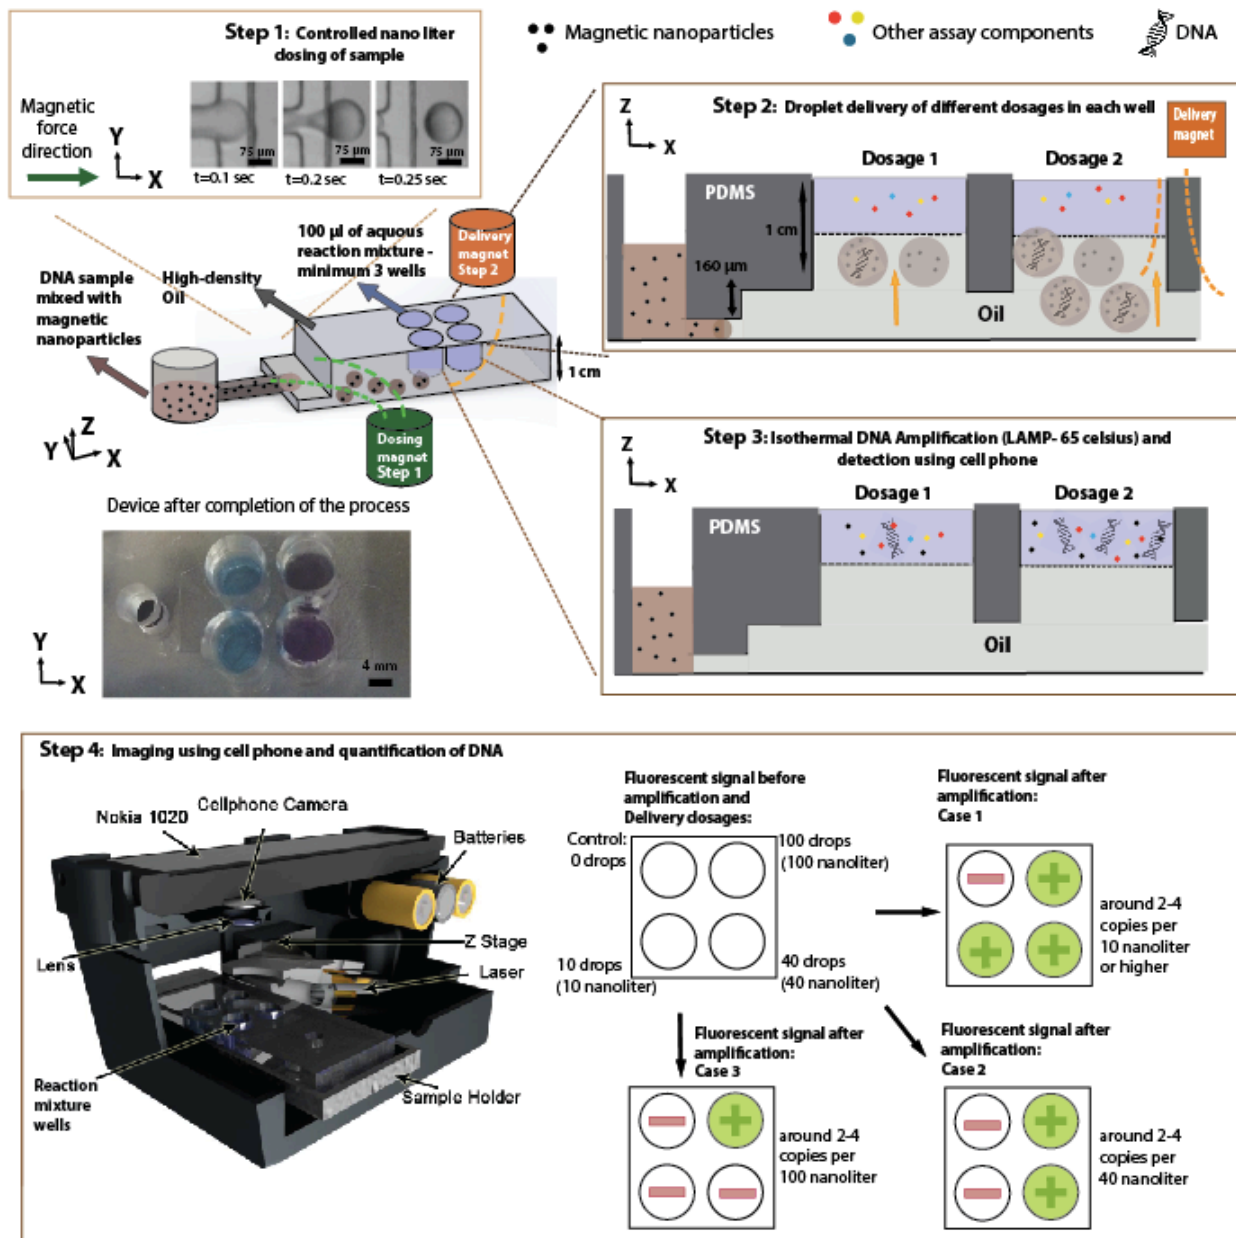 Step 1: Controlled nano liter
dosing of sample
Magnetic
force
direction
Y
X
75 µm
75 µm
75 µm
t=0.1 sec
t=0.2 sec
t=0.25 sec
Magnetic nanoparticles
Other assay components
DNA
Step 2: Droplet delivery of different dosages in each well
Z
X
Delivery
magnet
Dosage 1
Dosage 2
PDMS
1 cm
160 µm
Oil
100 µl of aquous
reaction mixture -
minimum 3 wells
Delivery
magnet
Step 2
DNA sample
mixed with
magnetic
nanoparticles
High-density
Oil
1 cm
Dosing
magnet
Step 1
Z
Y
X
Step 3: Isothermal DNA Amplification (LAMP- 65 celsius) and
detection using cell phone
Z
X
Dosage 1
Dosage 2
PDMS
Oil
Device after completion of the process
Y
X
4 mm
Step 4: Imaging using cell phone and quantification of DNA
Cellphone Camera
Nokia 1020
Batteries
Z Stage
Lens
Laser
Reaction
mixture
wells
Sample Holder
Fluorescent signal before
amplification and
Delivery dosages:
Control:
0 drops
100 drops
(100 nanoliter)
10 drops
(10 nanoliter)
40 drops
(40 nanoliter)
Fluorescent signal after
amplification:
Case 1
around 2-4
copies per
10 nanoliter
or higher
Fluorescent signal after
amplification:
Case 3
around 2-4
copies per
100 nanoliter
Fluorescent signal after
amplification:
Case 2
around 2-4
copies per
40 nanoliter